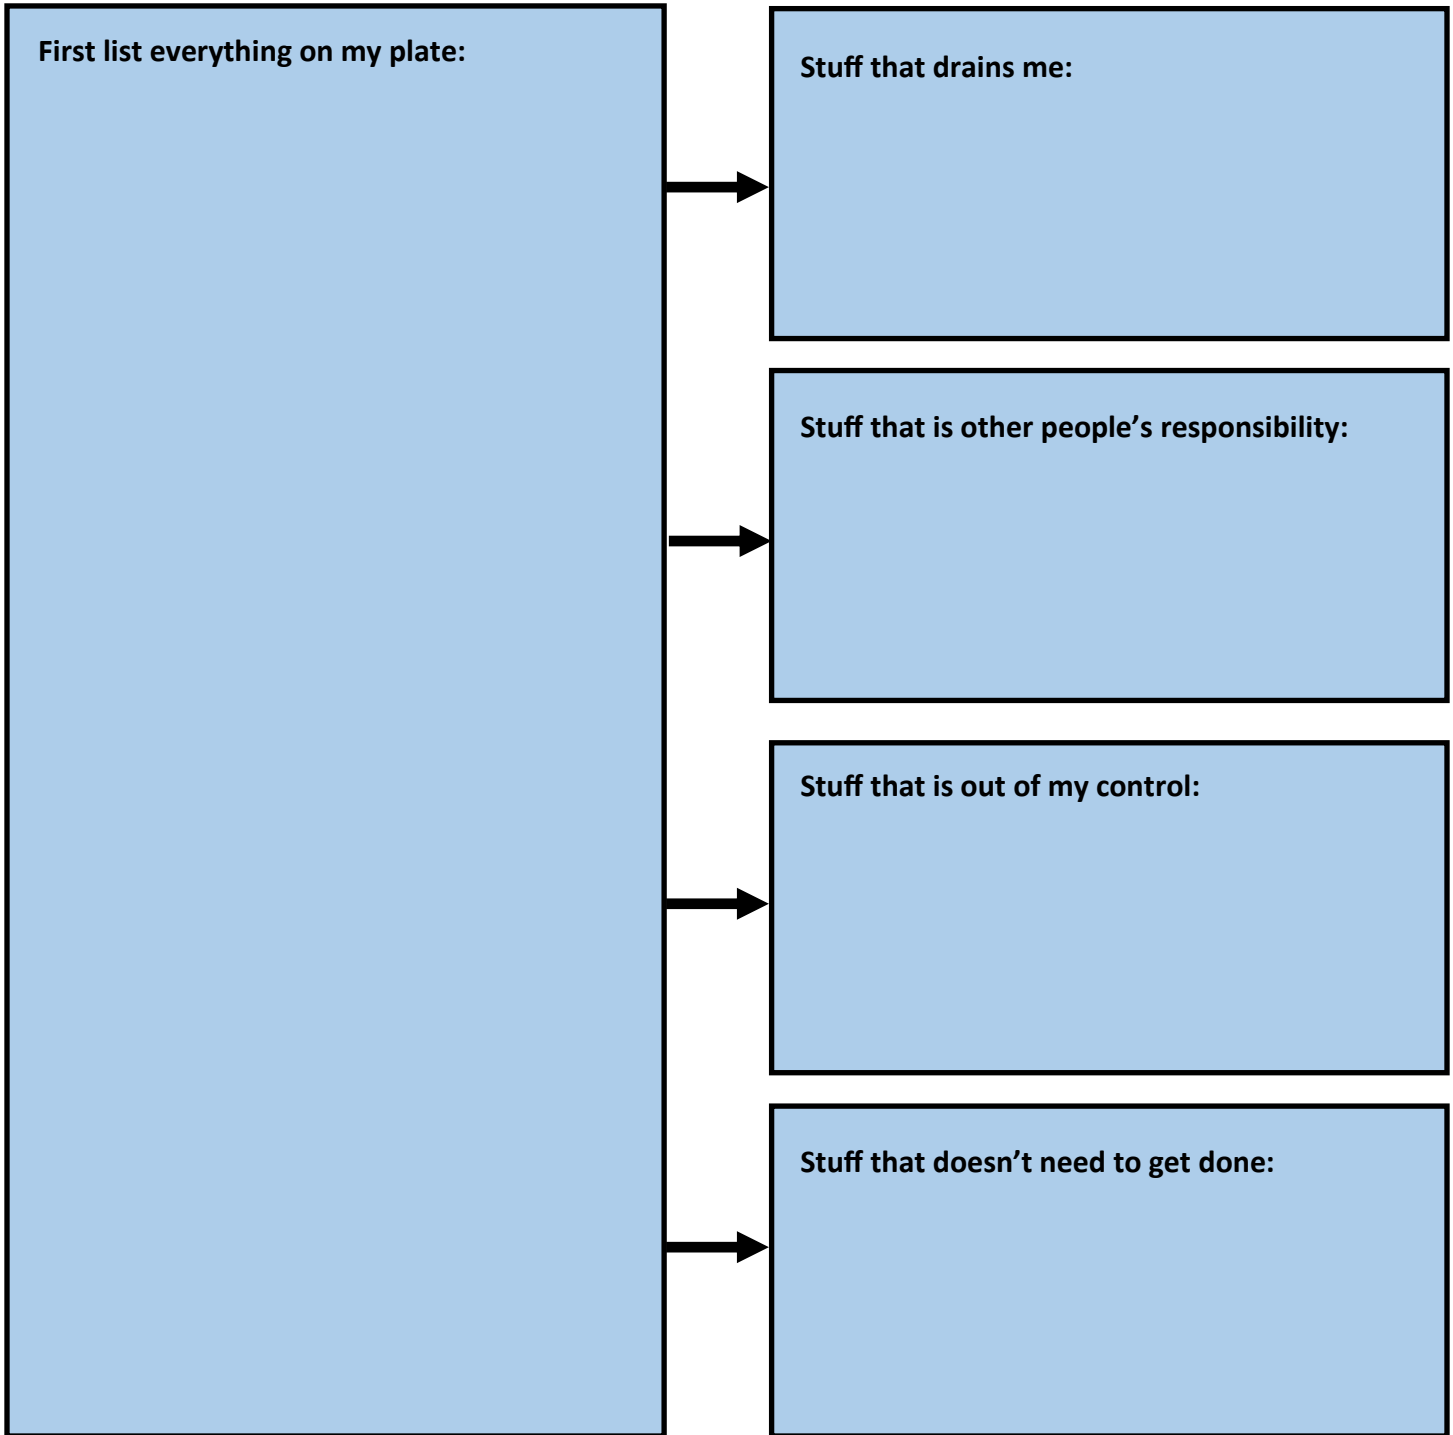 First list everything on my plate:
Stuff that drains me:
Stuff that is other people’s responsibility:
Stuff that is out of my control:
Stuff that doesn’t need to get done: